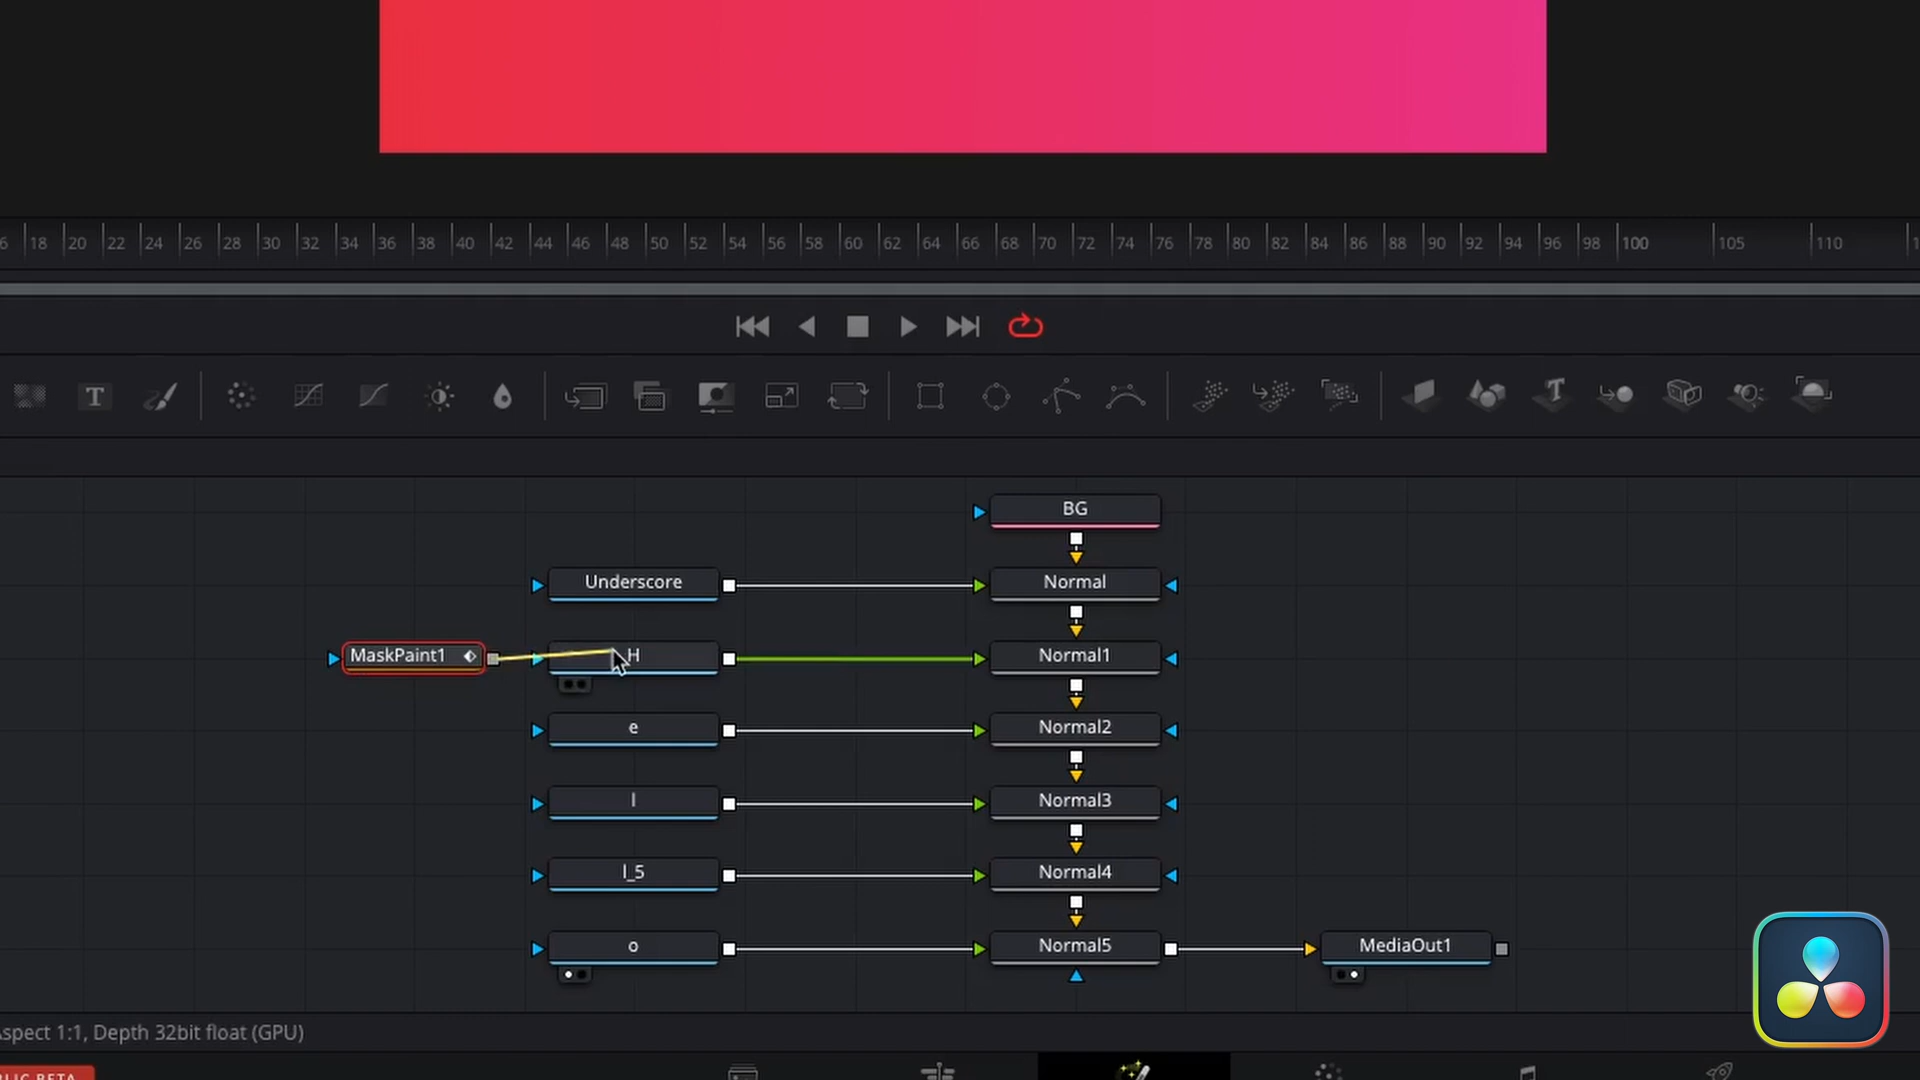 6 18 20 22 24 26 28 30 32 34 36 38 40 42 44 46 48 50 52 54 56 58 60 62 64 66 68 70 72 74 76 78 80 82 84 86 88 90 92 94 96 98 100 105 110
T
BG
Underscore Normal
MaskPaint1 H Normal1
e Normal2
l Normal3
l_5 Normal4
o Normal5 MediaOut1
Aspect 1:1, Depth 32bit float (GPU)
BETA